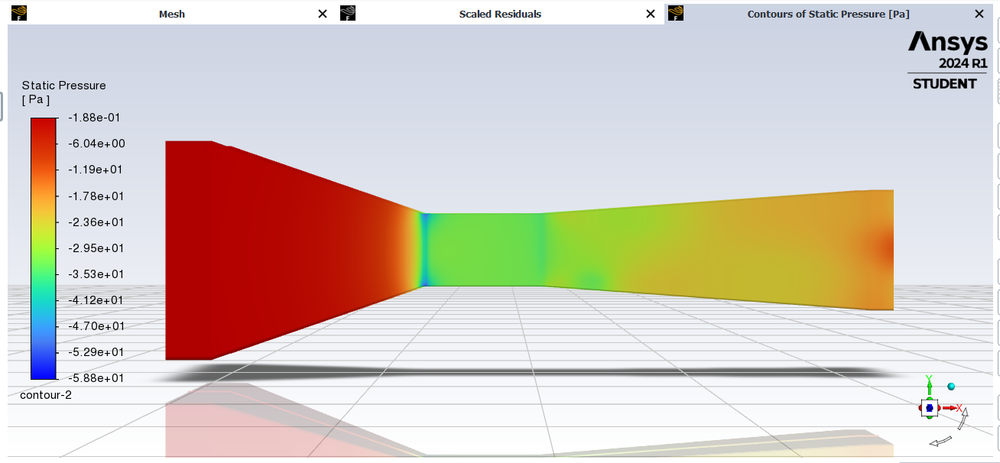 Mesh
Scaled Residuals
Contours of Static Pressure [Pa]
Ansys
2024 R1
STUDENT
Static Pressure
[ Pa ]
-1.88e-01
-6.04e+00
-1.19e+01
-1.78e+01
-2.36e+01
-2.95e+01
-3.53e+01
-4.12e+01
-4.70e+01
-5.29e+01
-5.88e+01
contour-2
Y
X